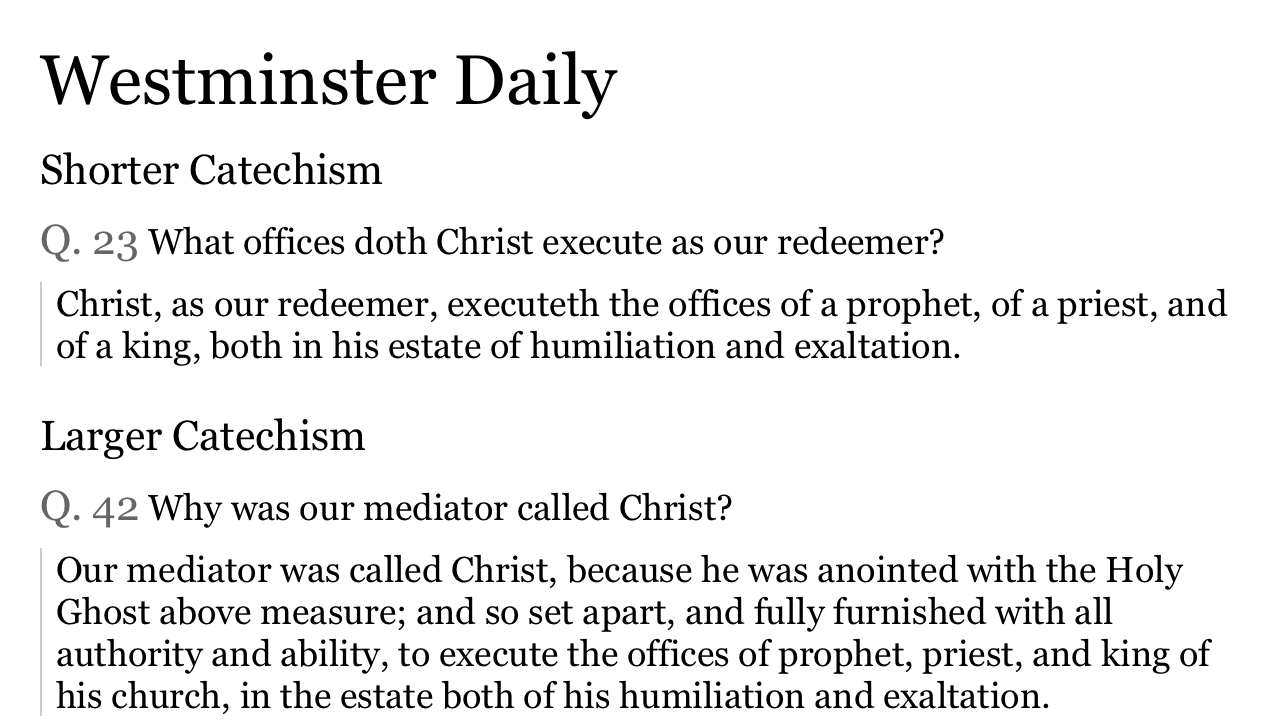 Westminster Daily
Shorter Catechism
Q. 23 What offices doth Christ execute as our redeemer?
Christ, as our redeemer, executeth the offices of a prophet, of a priest, and
of a king, both in his estate of humiliation and exaltation.
Larger Catechism
Q. 42 Why was our mediator called Christ?
Our mediator was called Christ, because he was anointed with the Holy
Ghost above measure; and so set apart, and fully furnished with all
authority and ability, to execute the offices of prophet, priest, and king of
his church, in the estate both of his humiliation and exaltation.